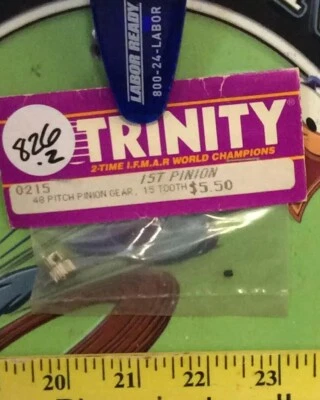 LABOR READY
800-24-LABOR
826
.2
TRINITY
2-TIME I.F.M.A.R WORLD CHAMPIONS
0215
15T PINION
48 PITCH PINION GEAR, 15 TOOTH $5.50
20 21 22 23